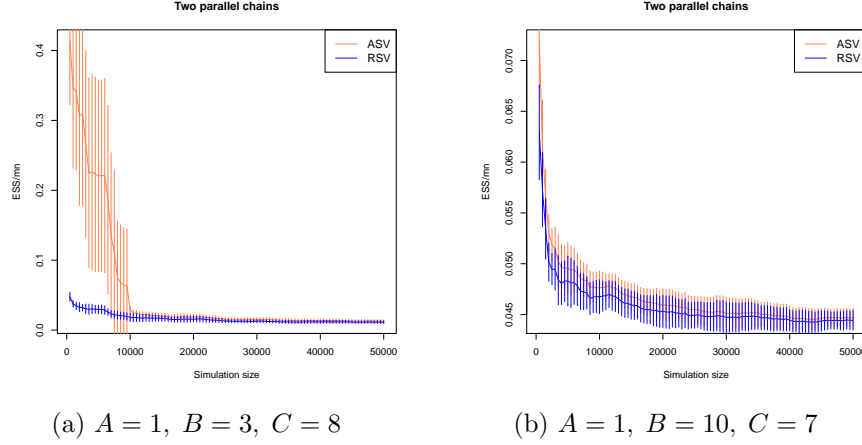 Two parallel chains
ASV
RSV
ESS/mn
0.4
0.3
0.2
0.1
0.0
0 10000 20000 30000 40000 50000
Simulation size
(a) A = 1, B = 3, C = 8
Two parallel chains
ASV
RSV
ESS/mn
0.070
0.065
0.060
0.055
0.050
0.045
0 10000 20000 30000 40000 50000
Simulation size
(b) A = 1, B = 10, C = 7